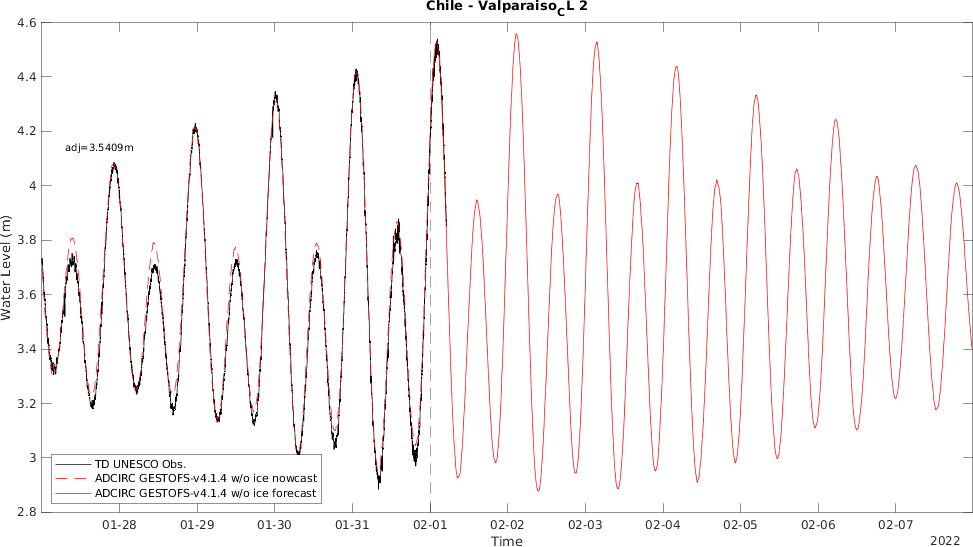 Chile - Valparaiso_CL 2
4.6
4.4
4.2
4
3.8
3.6
3.4
3.2
3
2.8
Water Level (m)
adj=3.5409m
TD UNESCO Obs.
ADCIRC GESTOFS-v4.1.4 w/o ice nowcast
ADCIRC GESTOFS-v4.1.4 w/o ice forecast
01-28 01-29 01-30 01-31 02-01 02-02 02-03 02-04 02-05 02-06 02-07
Time
2022